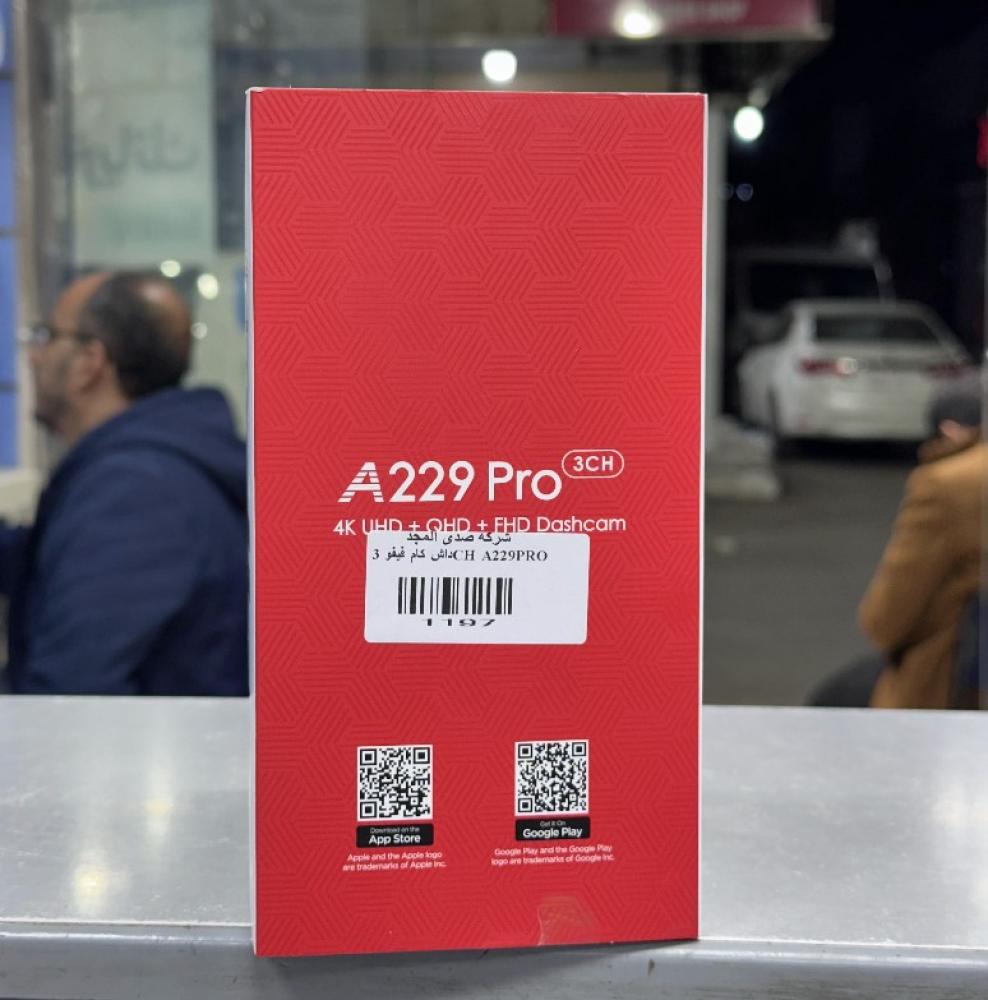 A229 Pro 3CH
4K UHD + QHD + FHD Dashcam
شركة صدى المجد
داش كام فيفو 3CH A229PRO
1197
Download on the
App Store
Apple and the Apple logo
are trademarks of Apple Inc.
Get It On
Google Play
Google Play and the Google Play
logo are trademarks of Google Inc.